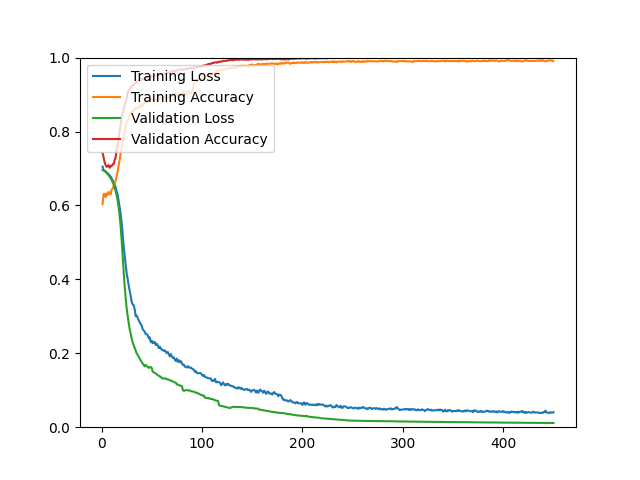 1.0
0.8
0.6
0.4
0.2
0.0
Training Loss
Training Accuracy
Validation Loss
Validation Accuracy
0 100 200 300 400